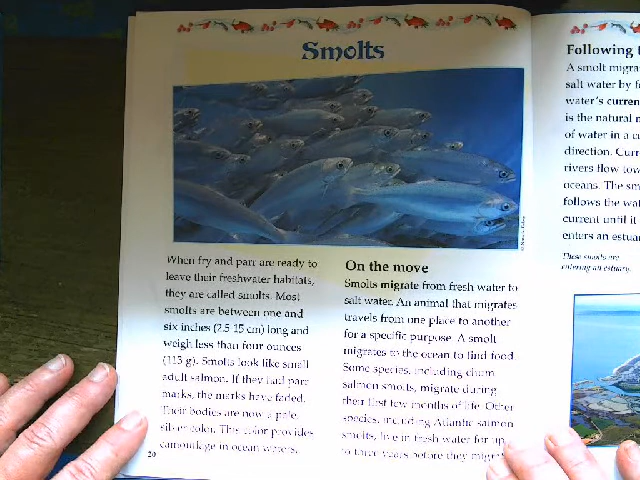 Smolts
When fry and parr are ready to
leave their freshwater habitats,
they are called smolts. Most
smolts are between one and
six inches (2.5-15 cm) long and
weigh less than four ounces
(113 g). Smolts look like small
adult salmon. If they had parr
marks, the marks have faded.
Their bodies are now a pale,
silver color. This color provides
camouflage in ocean waters.
20
On the move
Smolts migrate from fresh water to
salt water. An animal that migrates
travels from one place to another
for a specific purpose. A smolt
migrates to the ocean to find food.
Some species, including chum
salmon smolts, migrate during
their first few months of life. Other
species, including Atlantic salmon
smolts, live in fresh water for up
to three years before they
Following
A smolt
salt water by
water's
is the natural
of water in a
direction.
rivers flow
oceans. The
follows the
current until it
enters an
These smolts are
entering an estuary.